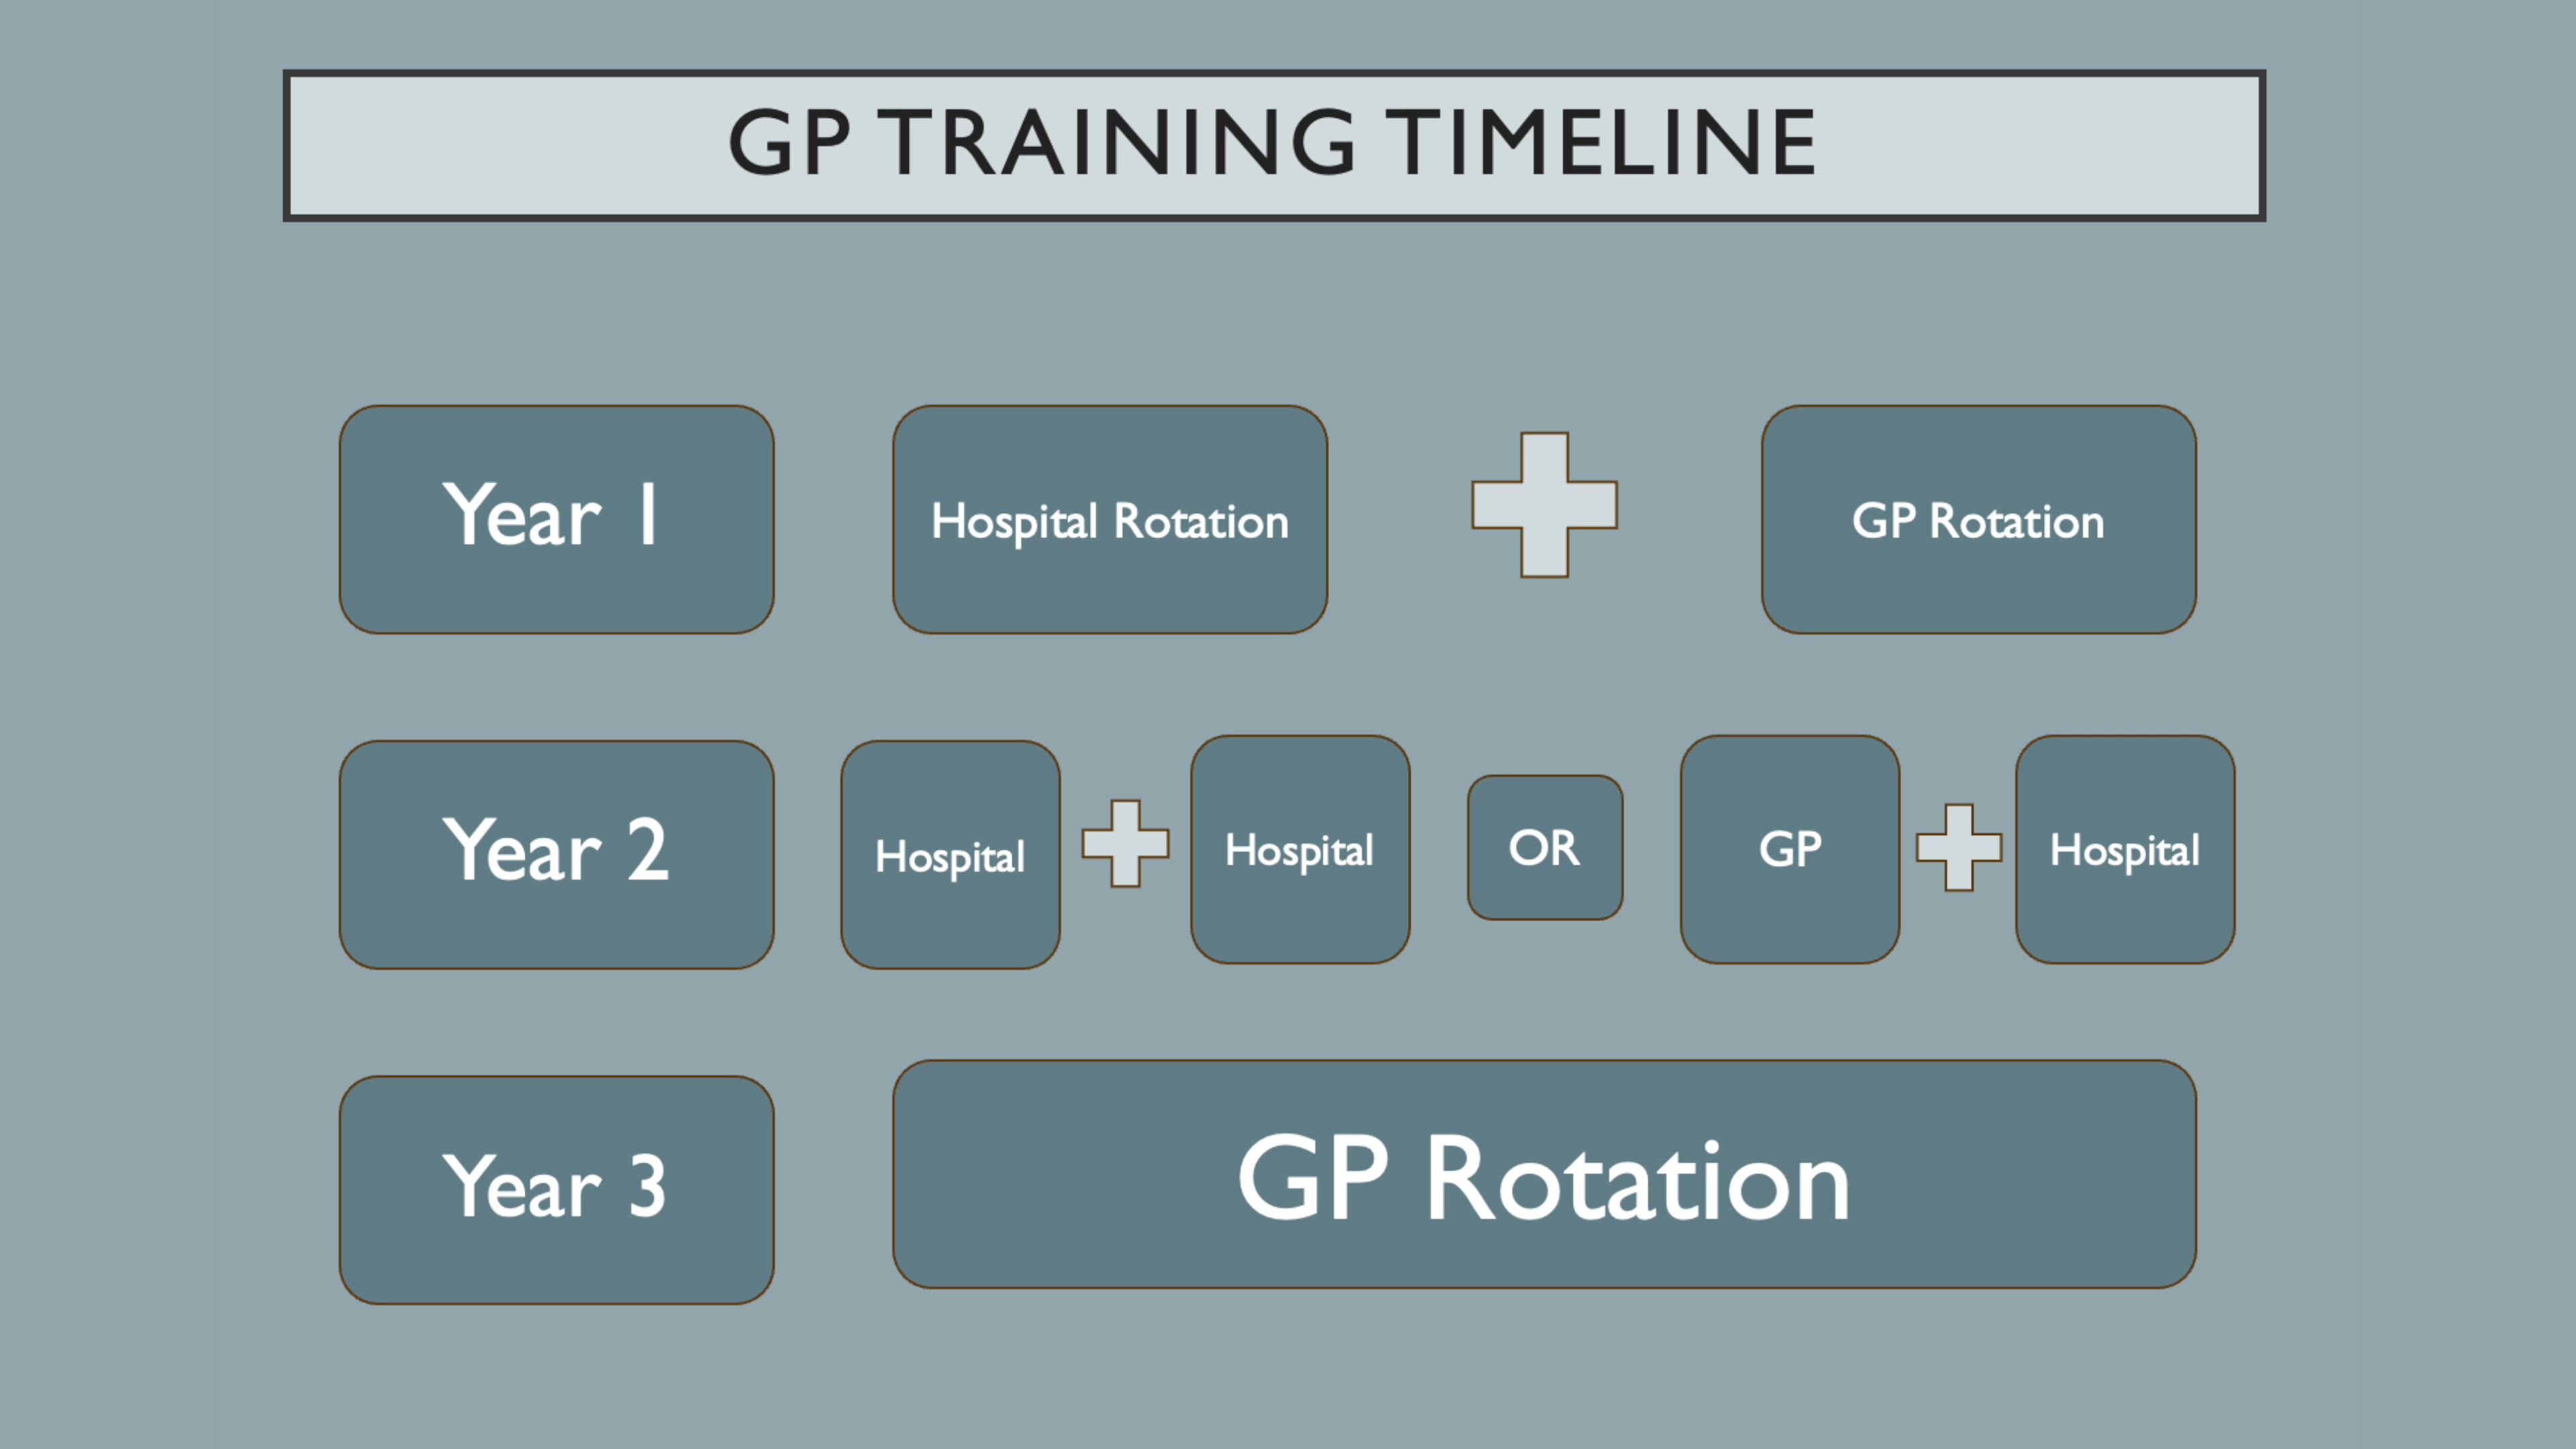 GP TRAINING TIMELINE
Year 1
Hospital Rotation
GP Rotation
Year 2
Hospital
Hospital
OR
GP
Hospital
Year 3
GP Rotation